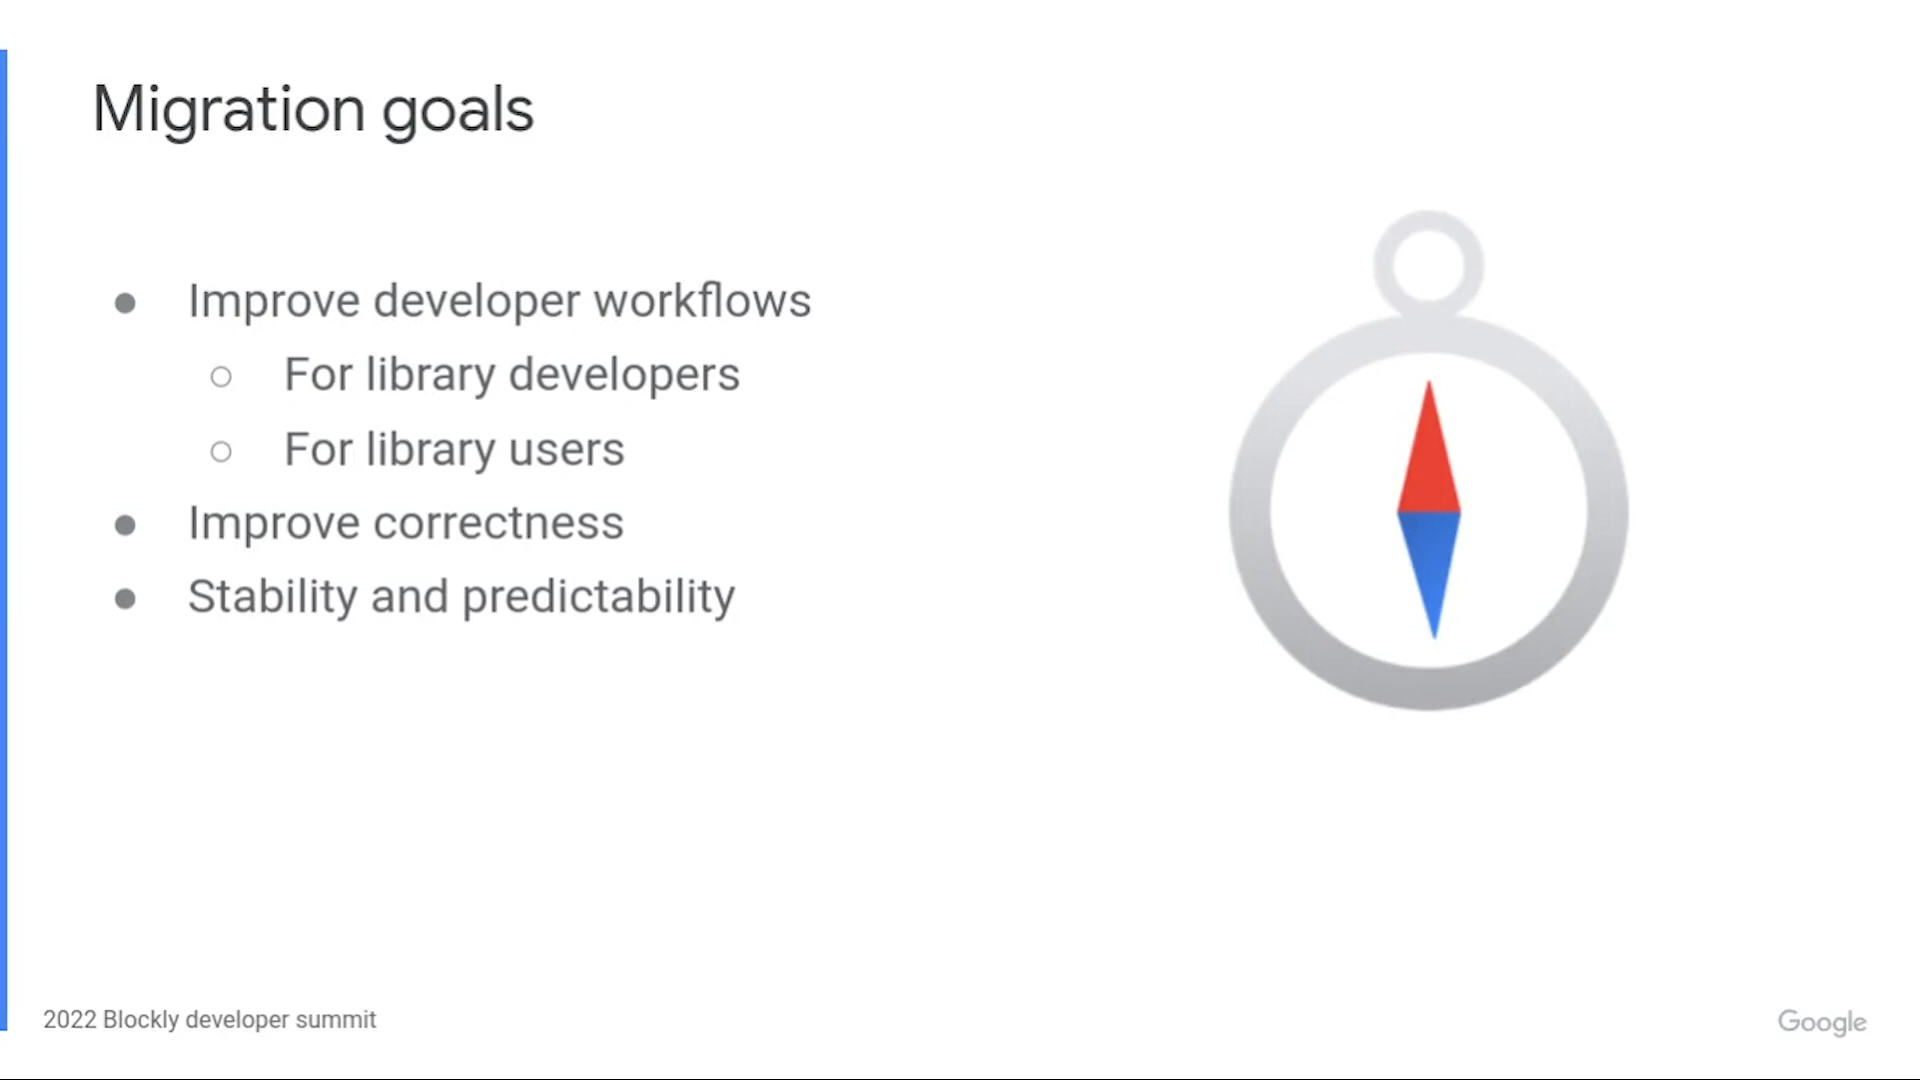 Migration goals
● Improve developer workflows
○ For library developers
○ For library users
● Improve correctness
● Stability and predictability
2022 Blockly developer summit
Google